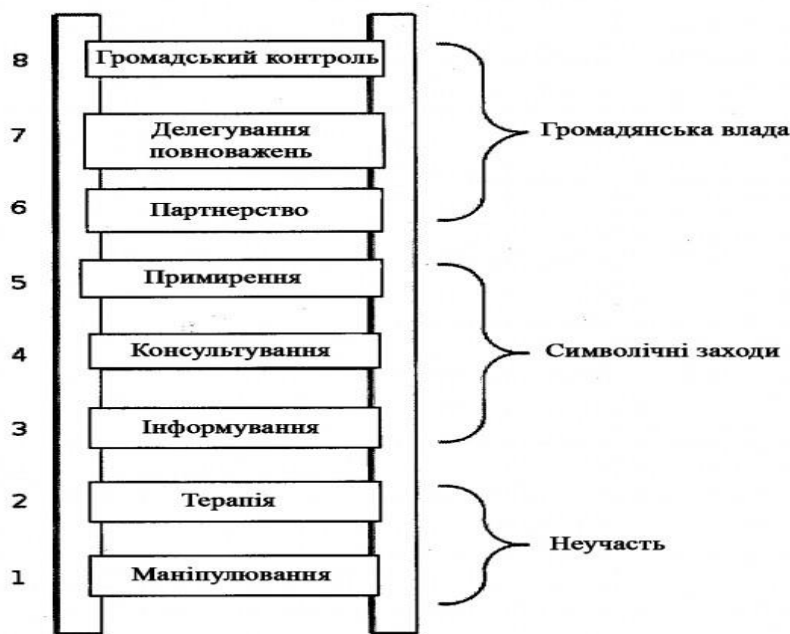 8
Громадський контроль
7
Делегування
повноважень
Громадянська влада
6
Партнерство
5
Примирення
4
Консультування
Символічні заходи
3
Інформування
2
Терапія
Неучасть
1
Маніпулювання